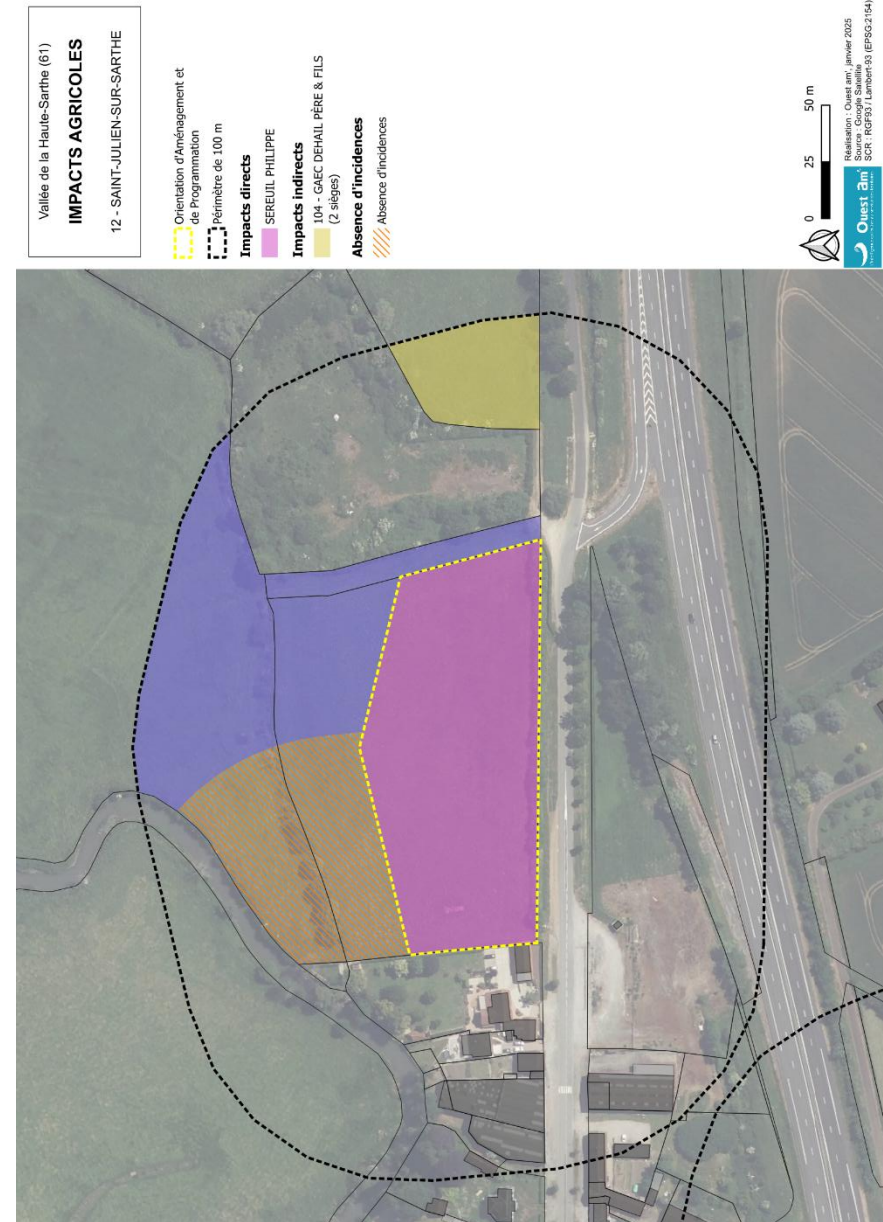 Vallée de la Haute-Sarthe (61)
IMPACTS AGRICOLES
12 - SAINT-JULIEN-SUR-SARTHE
Orientation d'Aménagement et
de Programmation
Périmètre de 100 m
Impacts directs
SEREUIL PHILIPPE
Impacts indirects
104 - GAEC DEHAIL PÈRE & FILS
(2 sièges)
Absence d'incidences
Absence d'incidences
0 25 50 m
Ouest am'
Réalisation : Ouest am', janvier 2025
Source : Google Satellite
SCR : RGF93 / Lambert-93 (EPSG:2154)